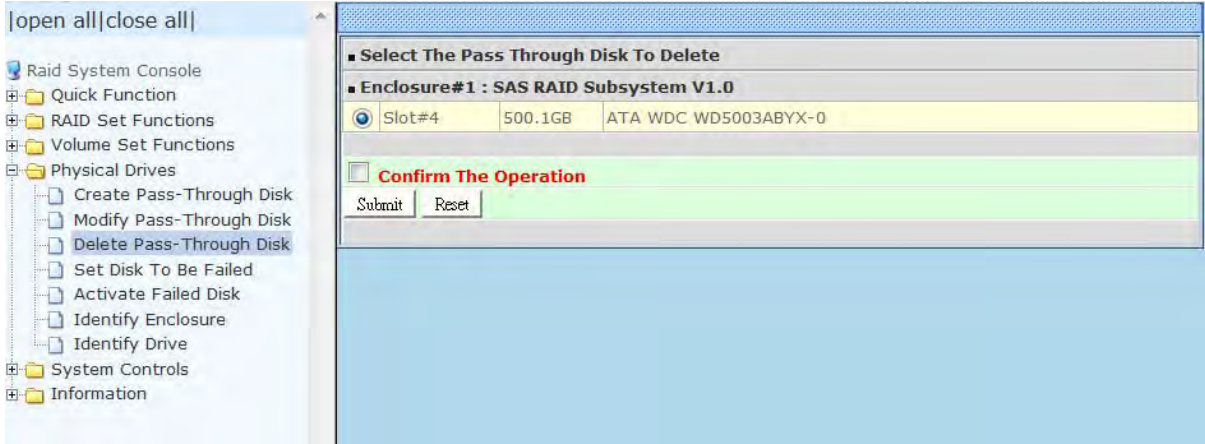 |open all|close all|
Raid System Console
Quick Function
RAID Set Functions
Volume Set Functions
Physical Drives
Create Pass-Through Disk
Modify Pass-Through Disk
Delete Pass-Through Disk
Set Disk To Be Failed
Activate Failed Disk
Identify Enclosure
Identify Drive
System Controls
Information
Select The Pass Through Disk To Delete
Enclosure#1 : SAS RAID Subsystem V1.0
Slot#4 500.1GB ATA WDC WD5003ABYX-0
Confirm The Operation
Submit Reset